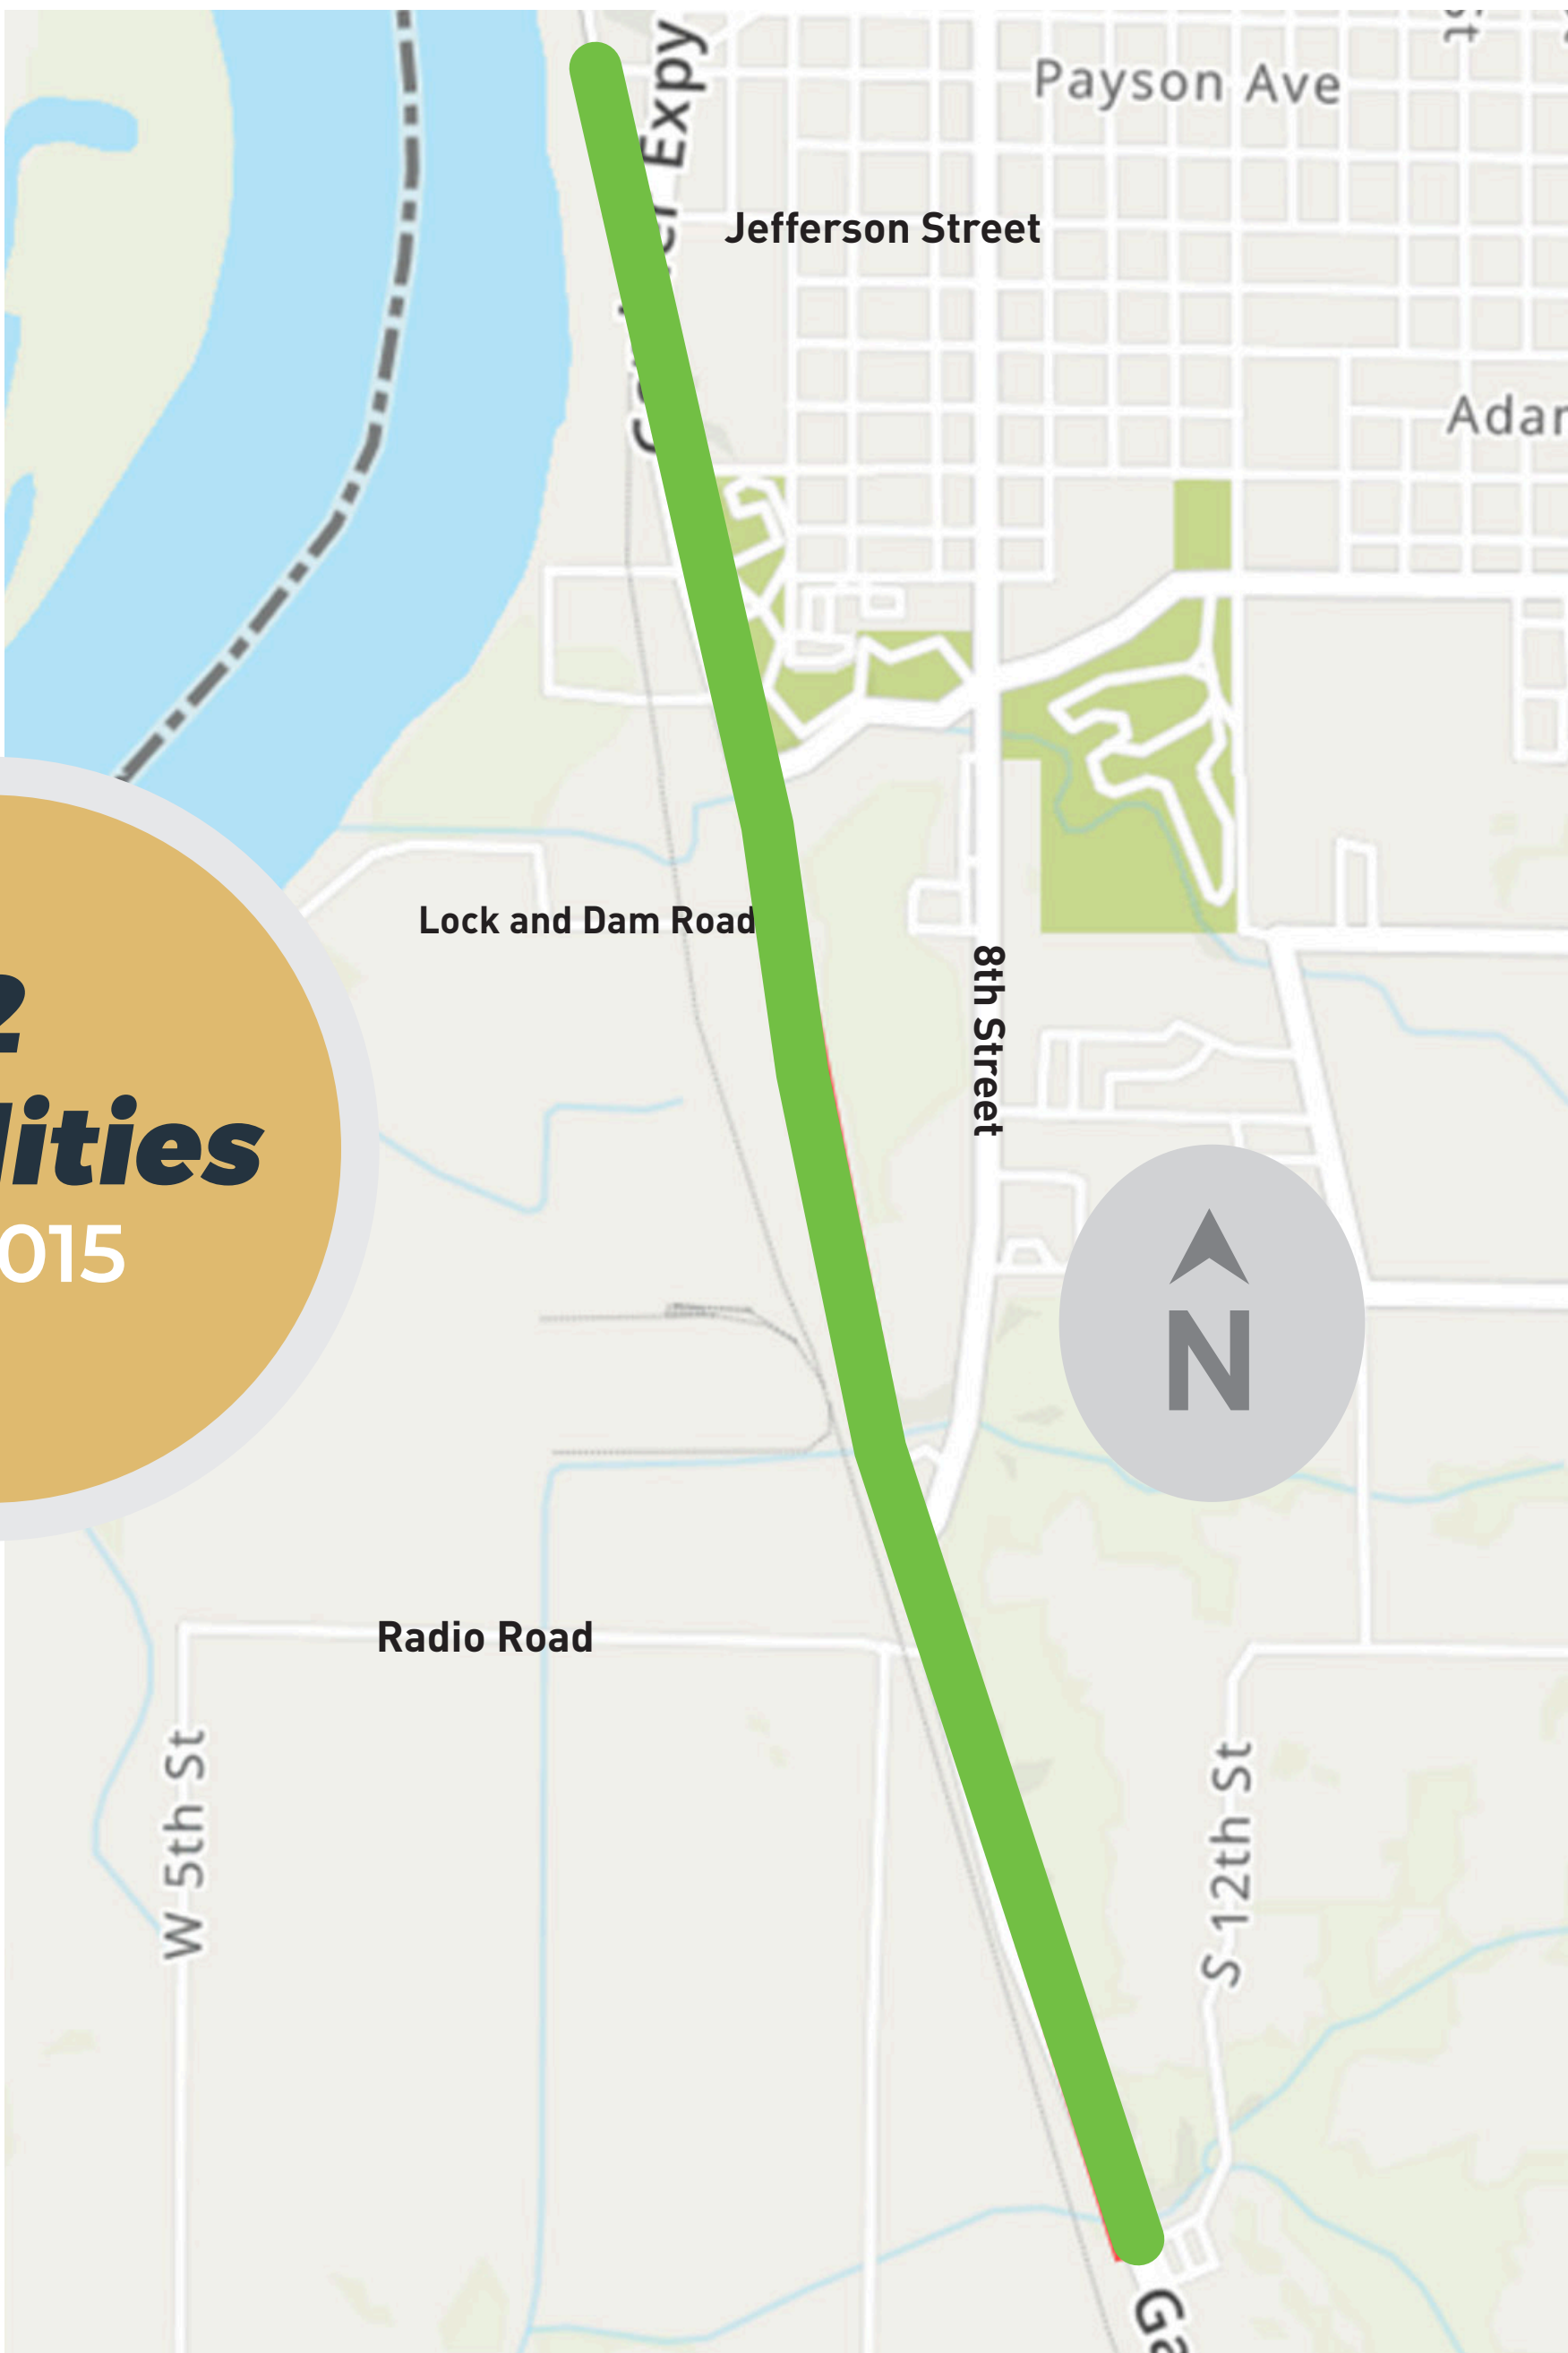 Expy
Payson Ave
Jefferson Street
Lock and Dam Road
8th Street
2
lities
015
N
Radio Road
W 5th St
S 12th St
Ga